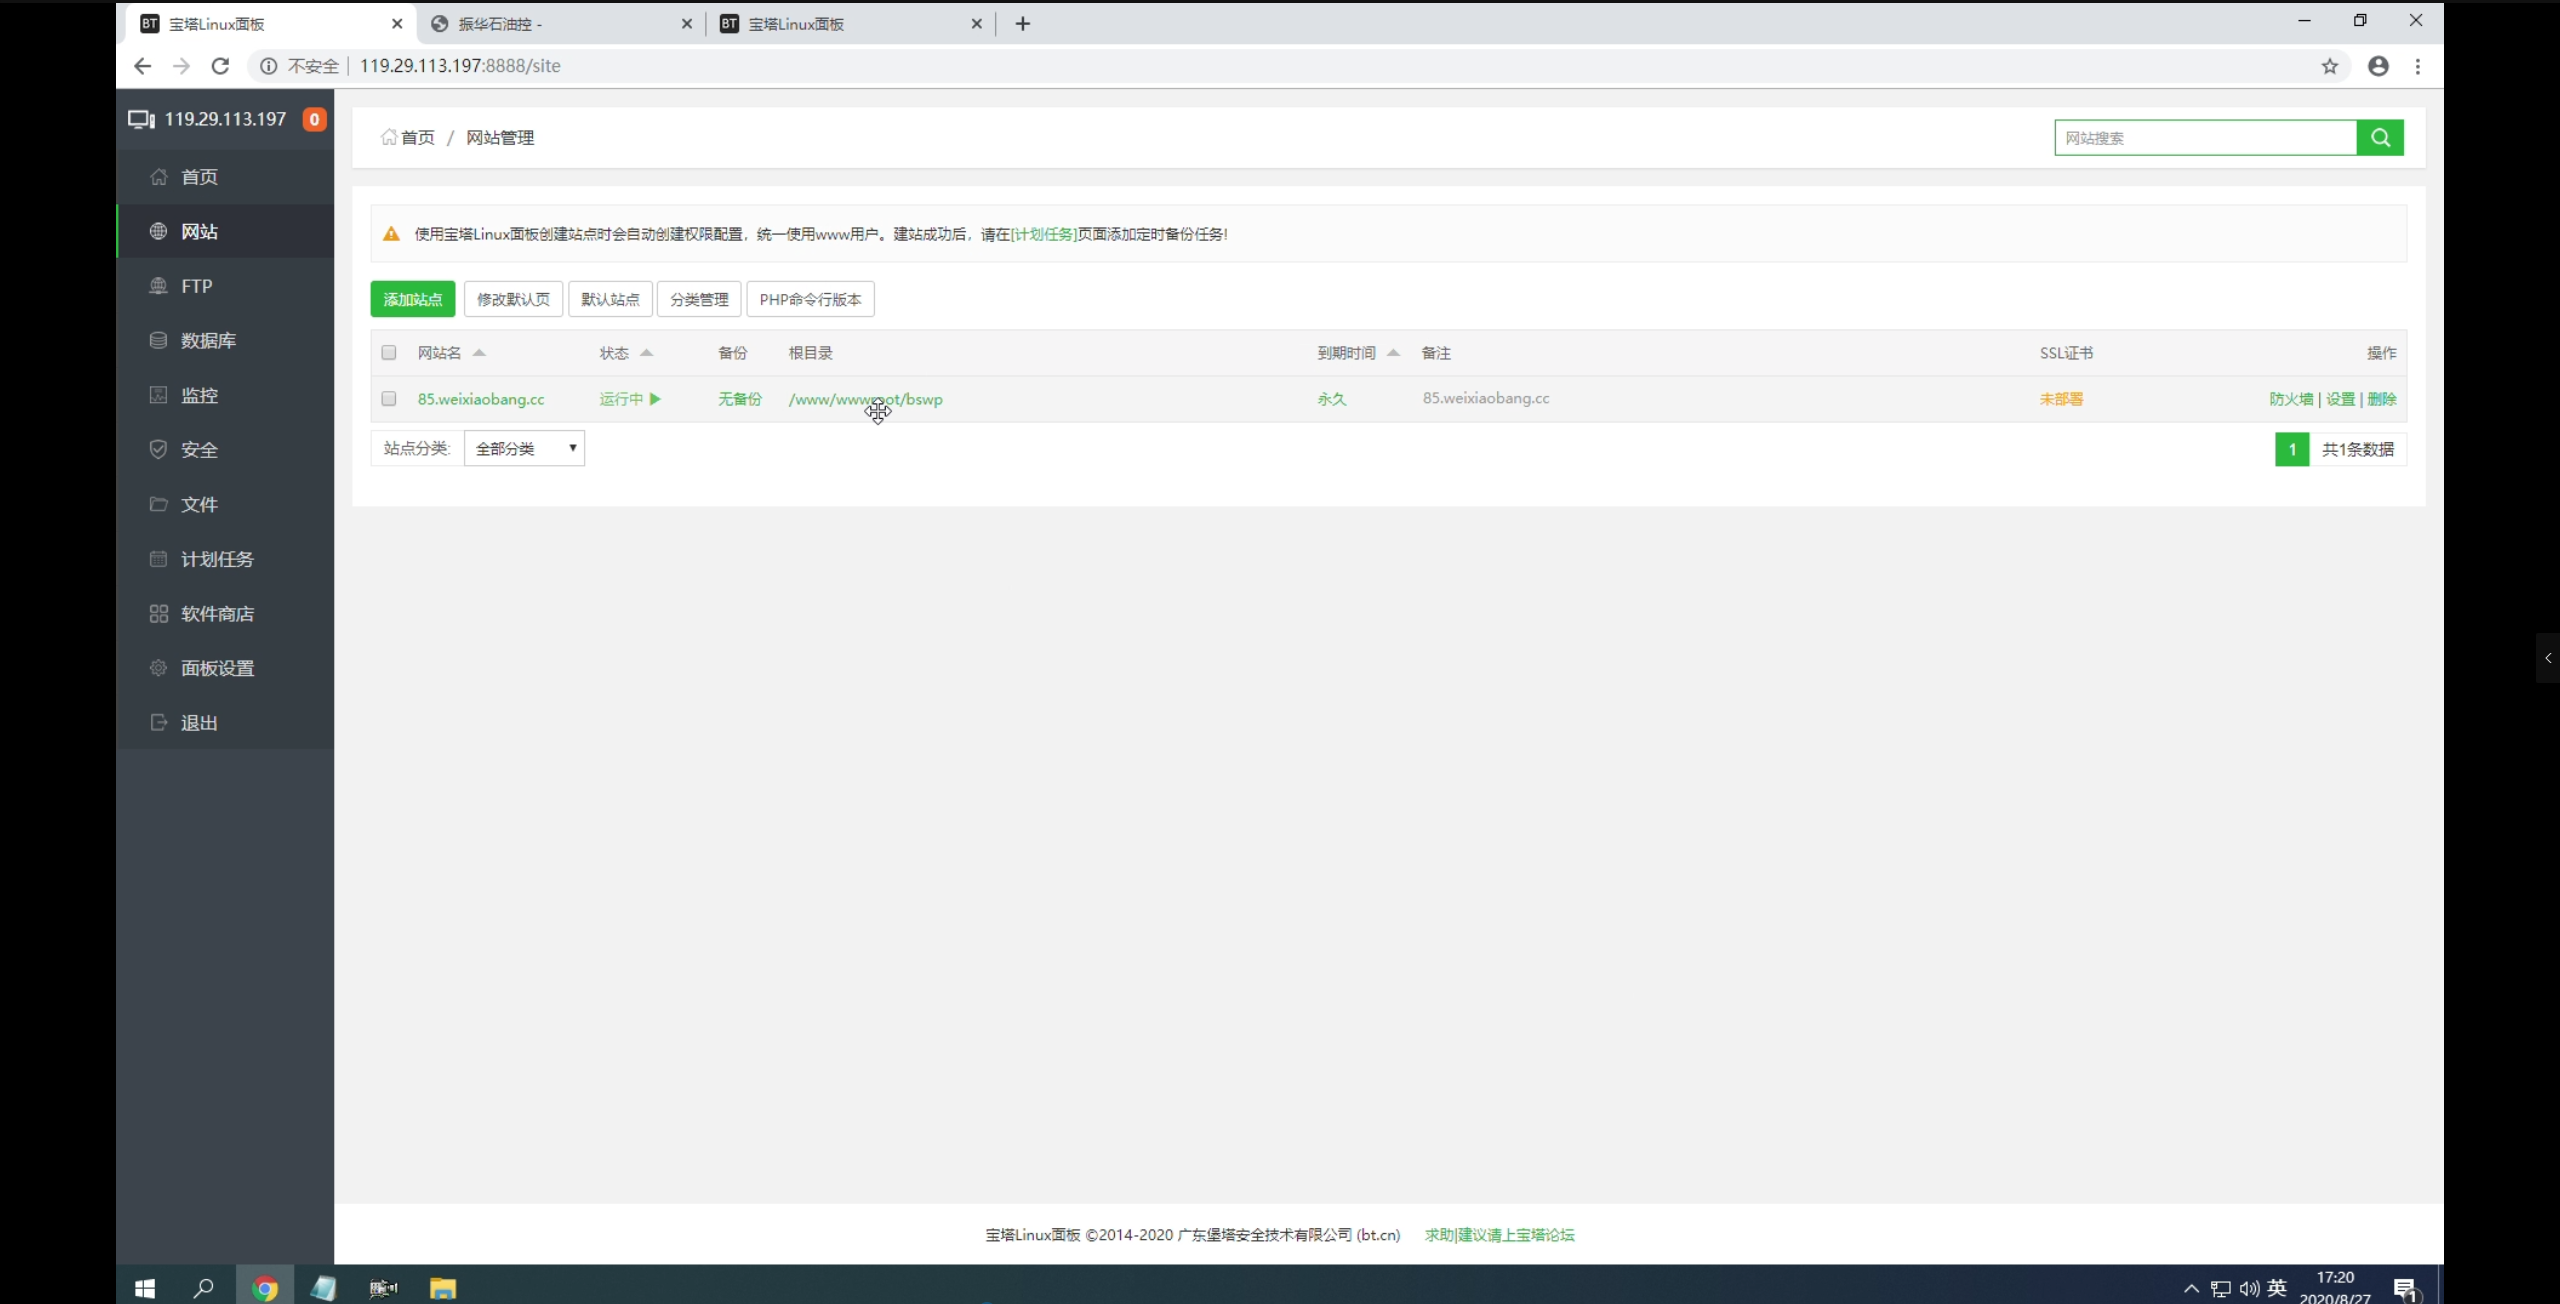 BT 宝塔Linux面板
振华石油控 -
BT 宝塔Linux面板
不安全 119.29.113.197:8888/site
119.29.113.197 0
首页
网站
FTP
数据库
监控
安全
文件
计划任务
软件商店
面板设置
退出
首页 / 网站管理
网站搜索
使用宝塔Linux面板创建站点时会自动创建权限配置，统一使用www用户。建站成功后，请在[计划任务]页面添加定时备份任务!
添加站点 修改默认页 默认站点 分类管理 PHP命令行版本
网站名 状态 备份 根目录 到期时间 备注 SSL证书 操作
85.weixiaobang.cc 运行中 无备份 /www/wwwroot/bswp 永久 85.weixiaobang.cc 未部署 防火墙 | 设置 | 删除
站点分类: 全部分类 1 共1条数据
宝塔Linux面板 ©2014-2020 广东堡塔安全技术有限公司 (bt.cn) 求助|建议请上宝塔论坛
英 17:20
2020/8/27 1